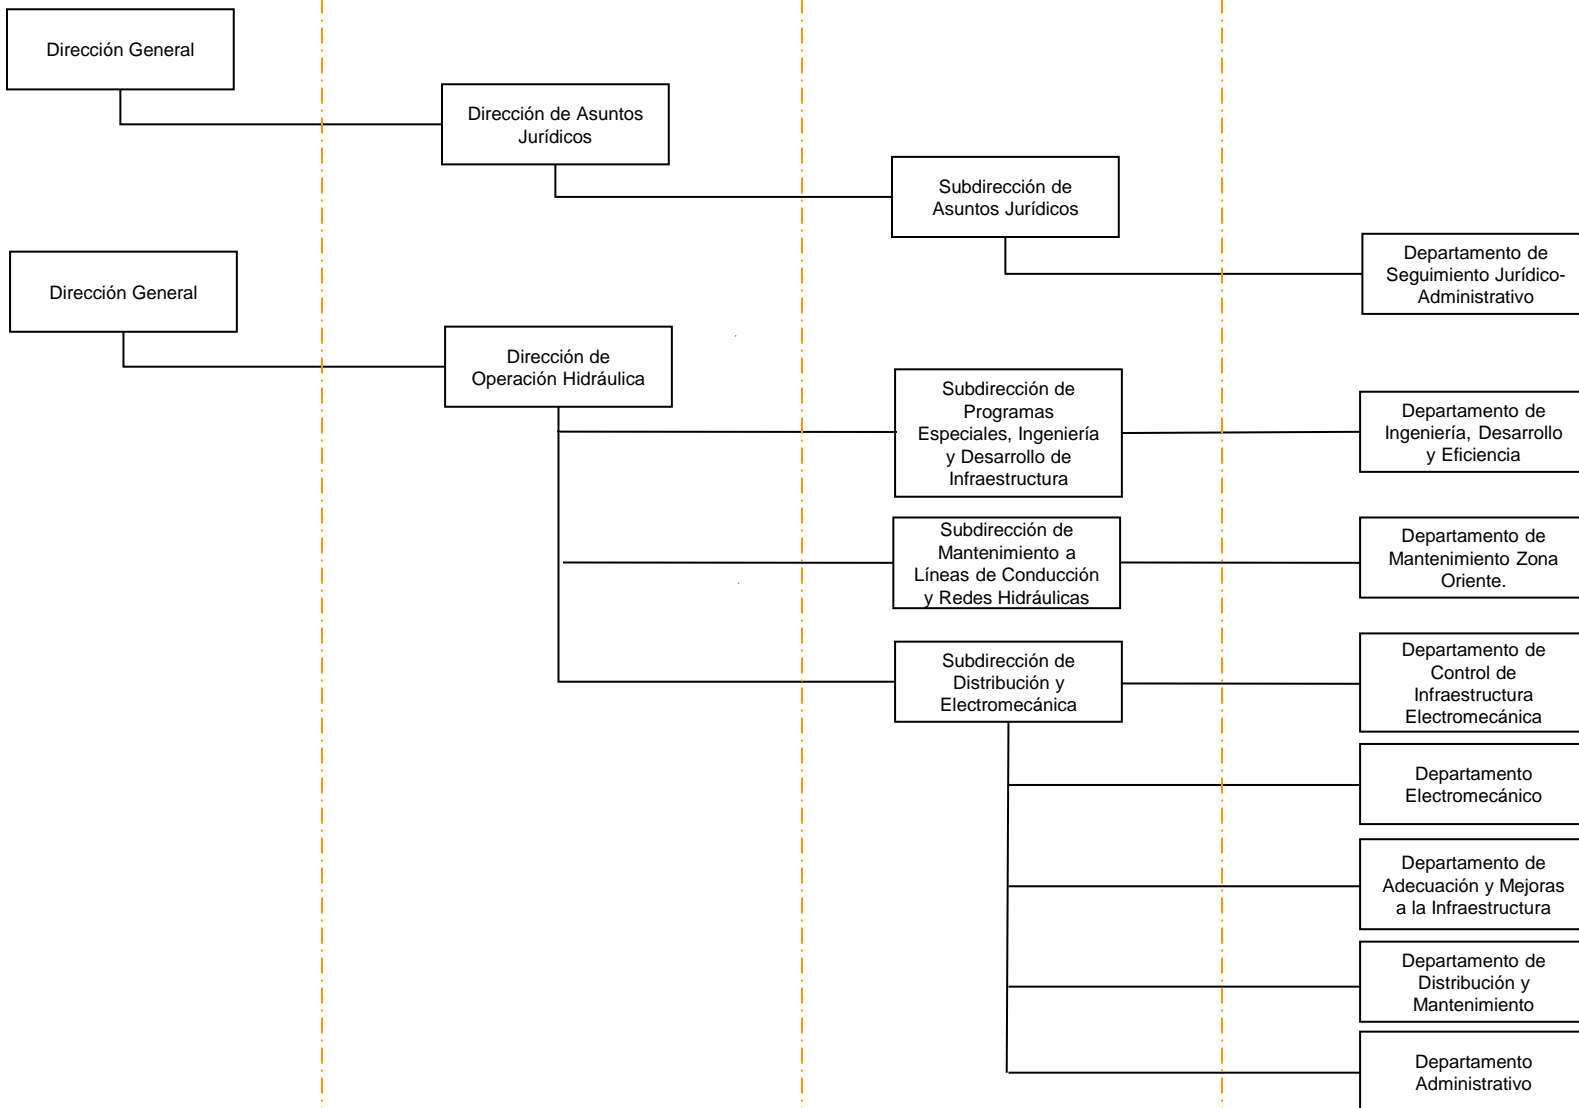 Dirección General
Dirección de Asuntos
Jurídicos
Subdirección de
Asuntos Jurídicos
Departamento de
Seguimiento Jurídico-
Administrativo
Dirección General
Dirección de
Operación Hidráulica
Subdirección de
Programas
Especiales, Ingeniería
y Desarrollo de
Infraestructura
Departamento de
Ingeniería, Desarrollo
y Eficiencia
Subdirección de
Mantenimiento a
Líneas de Conducción
y Redes Hidráulicas
Departamento de
Mantenimiento Zona
Oriente.
Subdirección de
Distribución y
Electromecánica
Departamento de
Control de
Infraestructura
Electromecánica
Departamento
Electromecánico
Departamento de
Adecuación y Mejoras
a la Infraestructura
Departamento de
Distribución y
Mantenimiento
Departamento
Administrativo